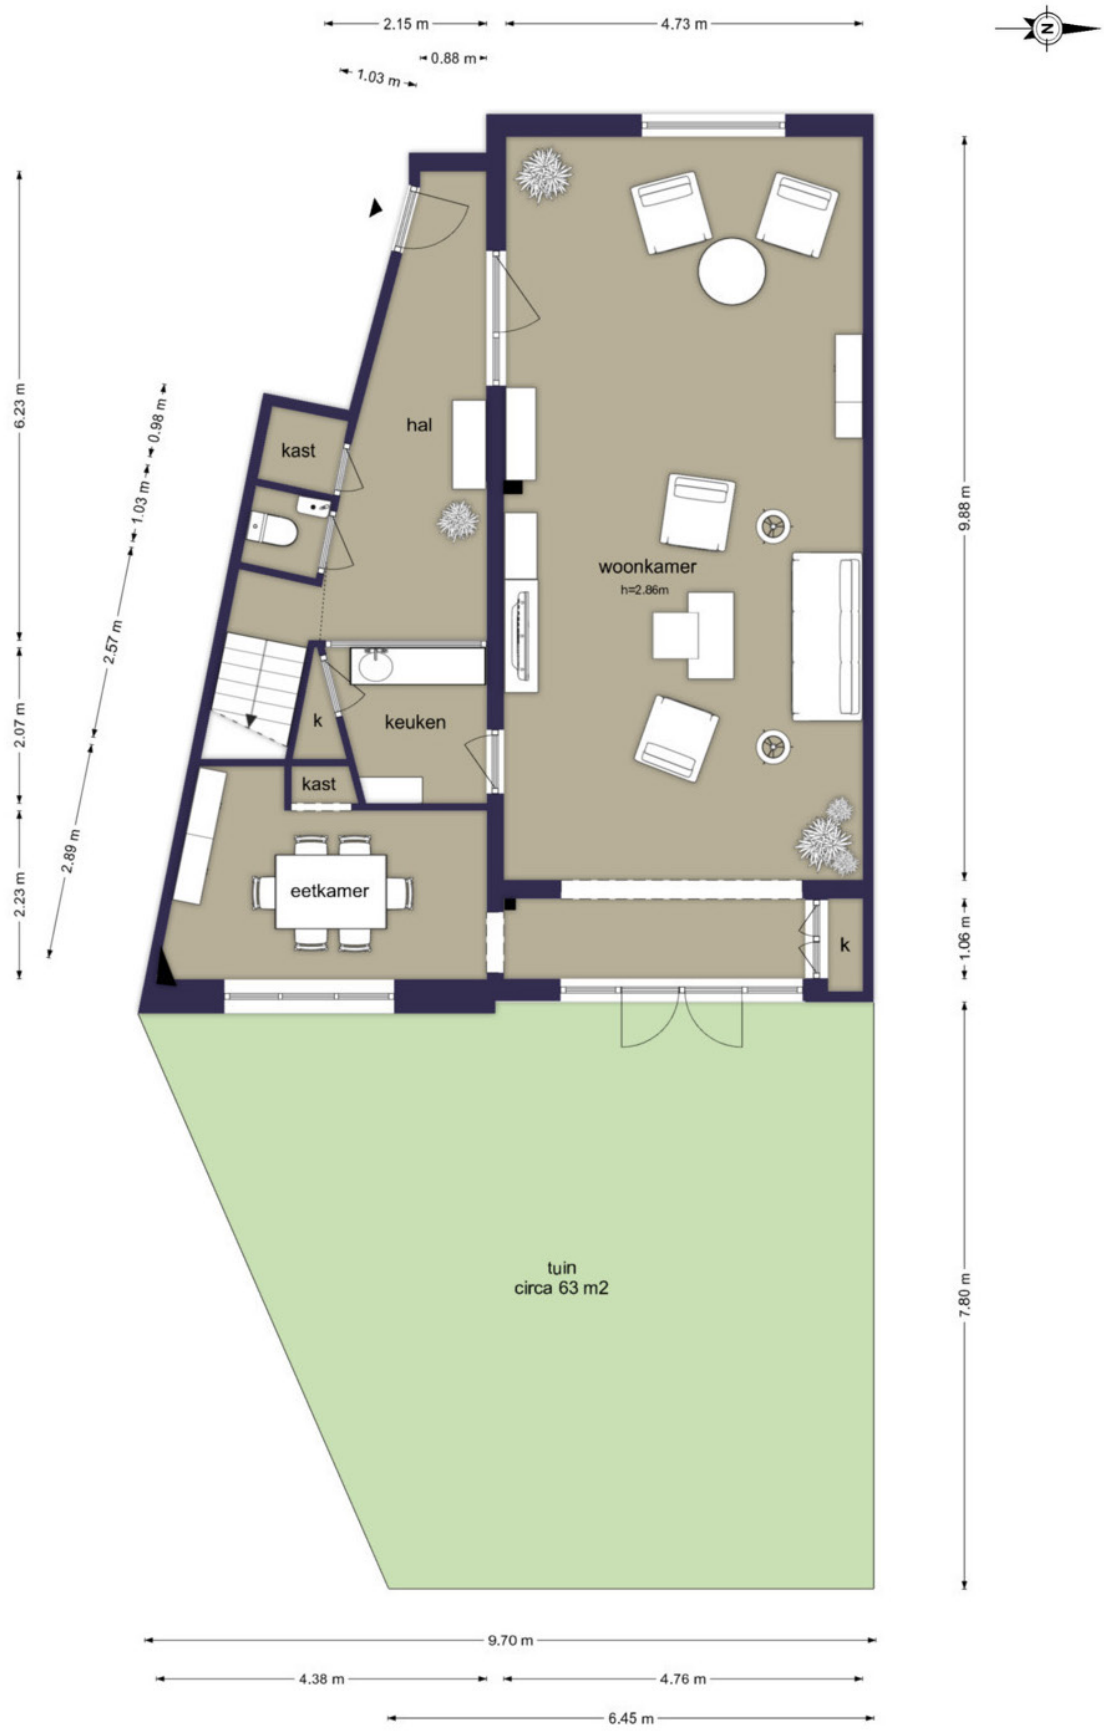 2.15 m
4.73 m
N
0.88 m
1.03 m
6.23 m
0.98 m
hal
kast
1.03 m
9.88 m
woonkamer
h=2.86m
2.57 m
2.07 m
k
keuken
kast
2.89 m
2.23 m
eetkamer
1.06 m
k
tuin
circa 63 m2
7.80 m
9.70 m
4.38 m
4.76 m
6.45 m